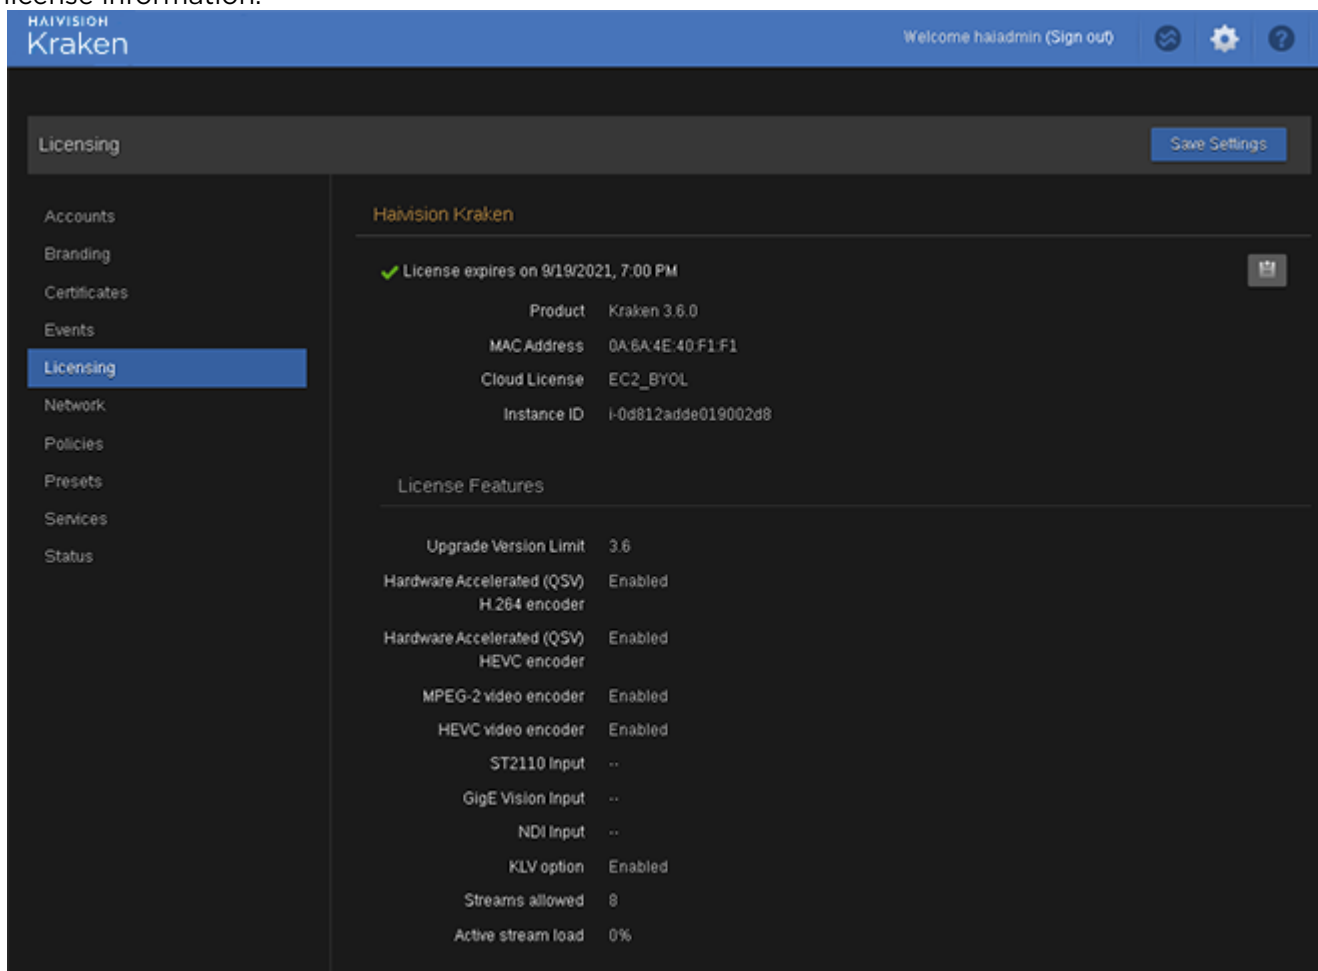 license information.
HAIVISION
Kraken
Welcome haiadmin (Sign out)
Licensing
Save Settings
Accounts
Branding
Certificates
Events
Licensing
Network
Policies
Presets
Services
Status
Haivision Kraken
License expires on 9/19/2021, 7:00 PM
Product Kraken 3.6.0
MAC Address 0A:6A:4E:40:F1:F1
Cloud License EC2_BYOL
Instance ID i-0d812adde019002d8
License Features
Upgrade Version Limit 3.6
Hardware Accelerated (QSV) Enabled
H.264 encoder
Hardware Accelerated (QSV) Enabled
HEVC encoder
MPEG-2 video encoder Enabled
HEVC video encoder Enabled
ST2110 Input --
GigE Vision Input --
NDI Input --
KLV option Enabled
Streams allowed 8
Active stream load 0%